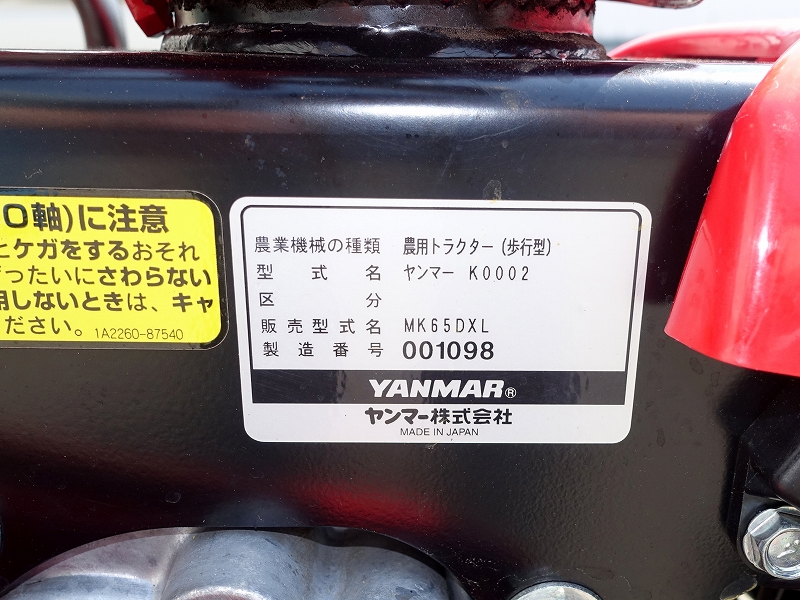 O軸)に注意
ヒケガをするおそれ
ぜったいにさわらない
用しないときは、キャ
ださい。 1A2260-87540
農業機械の種類 農用トラクター(歩行型)
型式名 ヤンマー K0002
区分
販売型式名 MK65DXL
製造番号 001098
YANMAR®
ヤンマー株式会社
MADE IN JAPAN